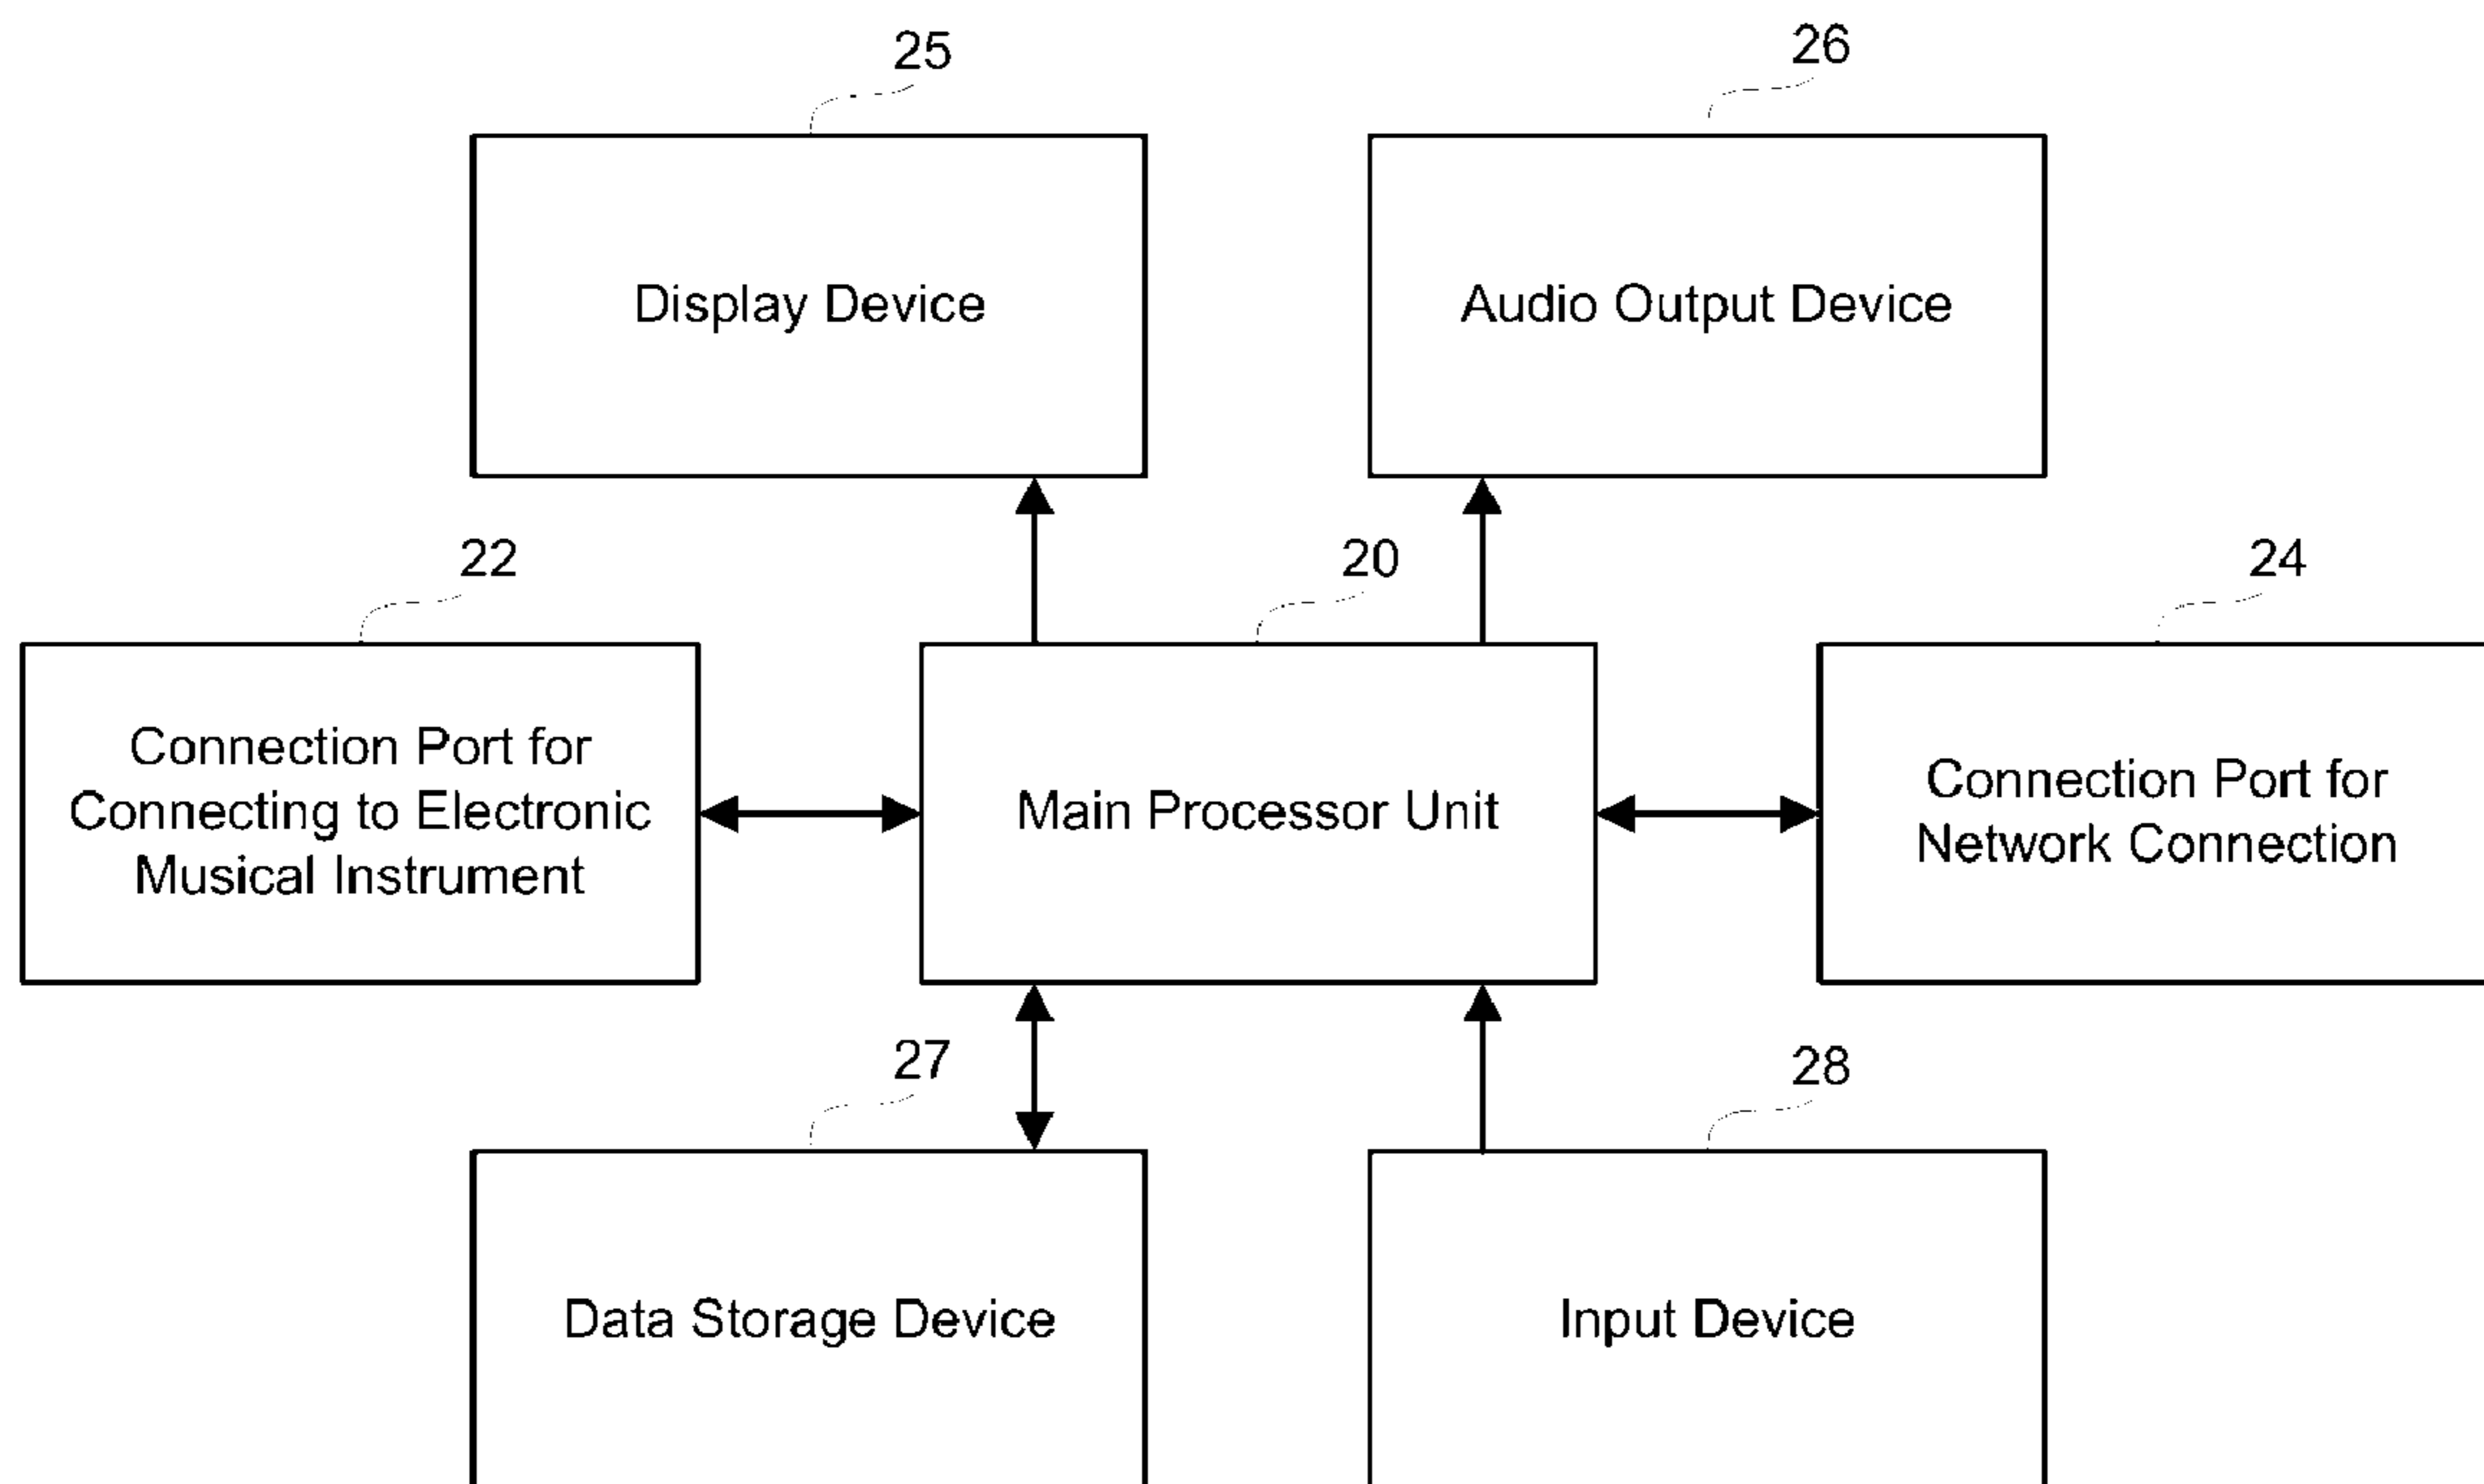 25
26
Display Device
Audio Output Device
22
20
24
Connection Port for
Connecting to Electronic
Musical Instrument
Main Processor Unit
Connection Port for
Network Connection
27
28
Data Storage Device
Input Device